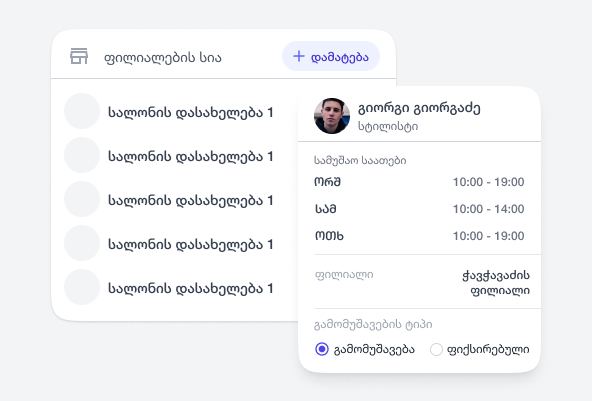 ფილიალების სია
დამატება
სალონის დასახელება 1
სალონის დასახელება 1
სალონის დასახელება 1
სალონის დასახელება 1
სალონის დასახელება 1
გიორგი გიორგაძე
სტილისტი
სამუშაო საათები
ორშ 10:00 - 19:00
სამ 10:00 - 14:00
ოთხ 10:00 - 19:00
ფილიალი ჭავჭავაძის
ფილიალი
გამომუშავების ტიპი
გამომუშავება ფიქსირებული